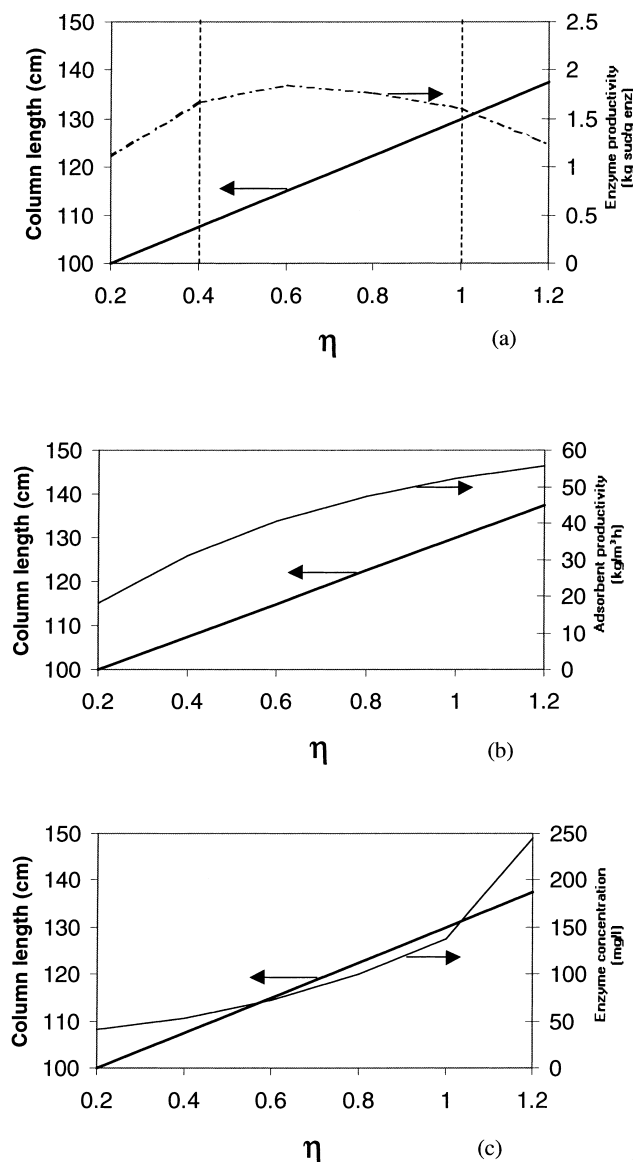 150
140
135
130
120
110
100
Column length (cm)
2.5
2
1.5
1
0.5
0
Enzyme productivity
[kg suc/g enz]
0.2 0.4 0.6 0.8 1 1.2
η (a)
150
140
130
120
110
100
Column length (cm)
60
50
40
30
20
10
0
Adsorbent productivity
[kg/m³h]
0.2 0.4 0.6 0.8 1 1.2
η (b)
150
140
130
120
110
100
Column length (cm)
250
200
150
100
50
0
Enzyme concentration
[mg/l]
0.2 0.4 0.6 0.8 1 1.2
η (c)